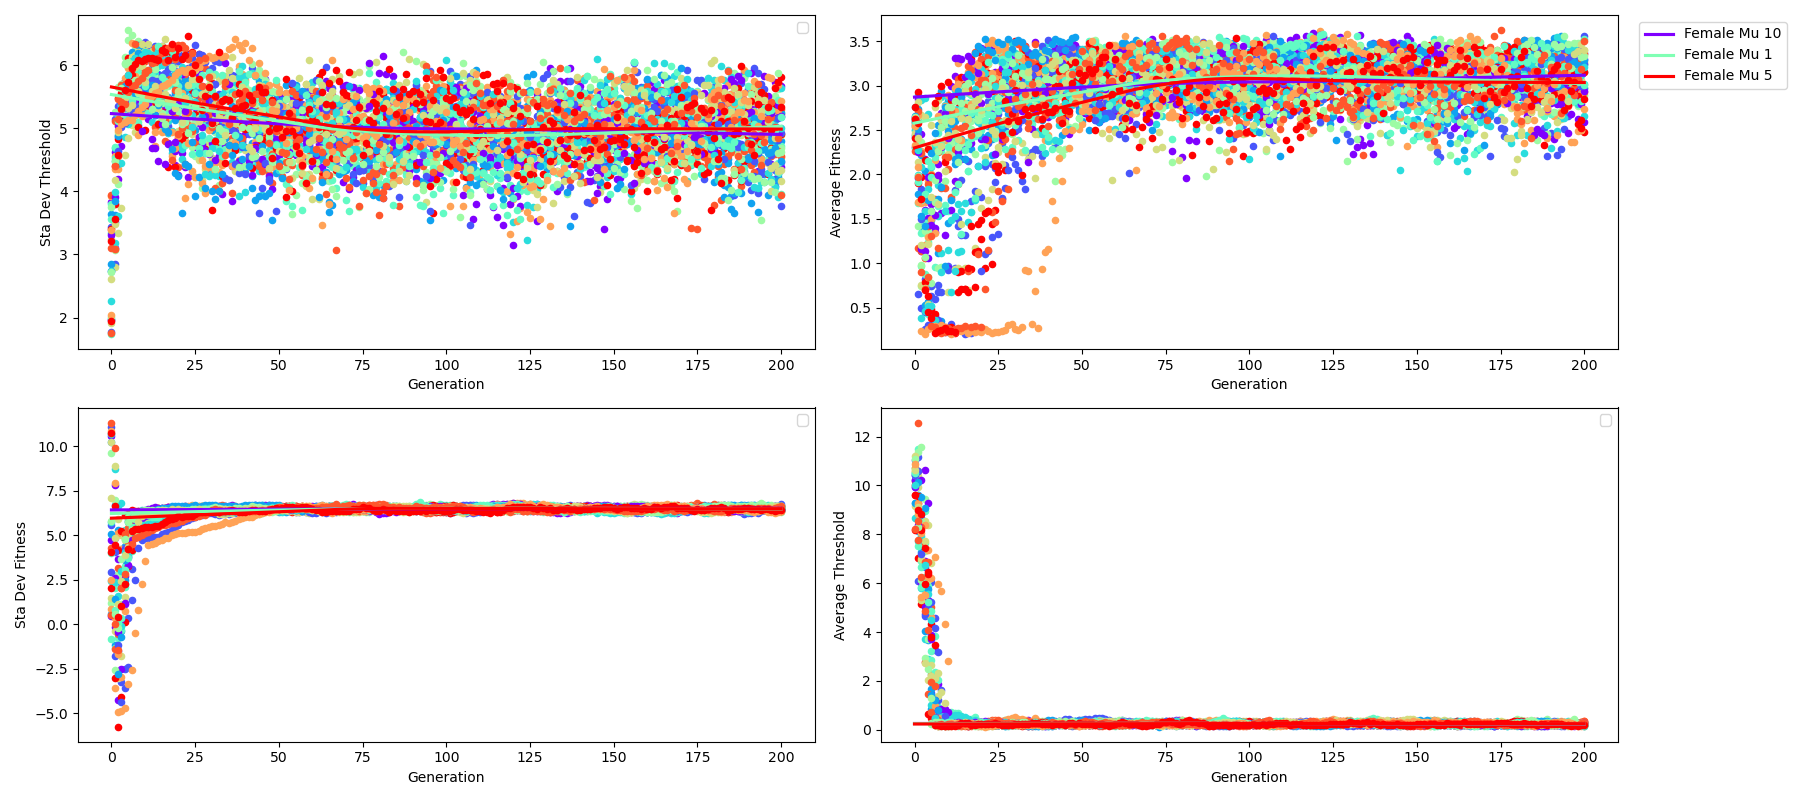 Sta Dev Threshold
6
5
4
3
2
0 25 50 75 100 125 150 175 200
Generation
Average Fitness
3.5
3.0
2.5
2.0
1.5
1.0
0.5
0 25 50 75 100 125 150 175 200
Generation
Female Mu 10
Female Mu 1
Female Mu 5
Sta Dev Fitness
10.0
7.5
5.0
2.5
0.0
−2.5
−5.0
0 25 50 75 100 125 150 175 200
Generation
Average Threshold
12
10
8
6
4
2
0
0 25 50 75 100 125 150 175 200
Generation